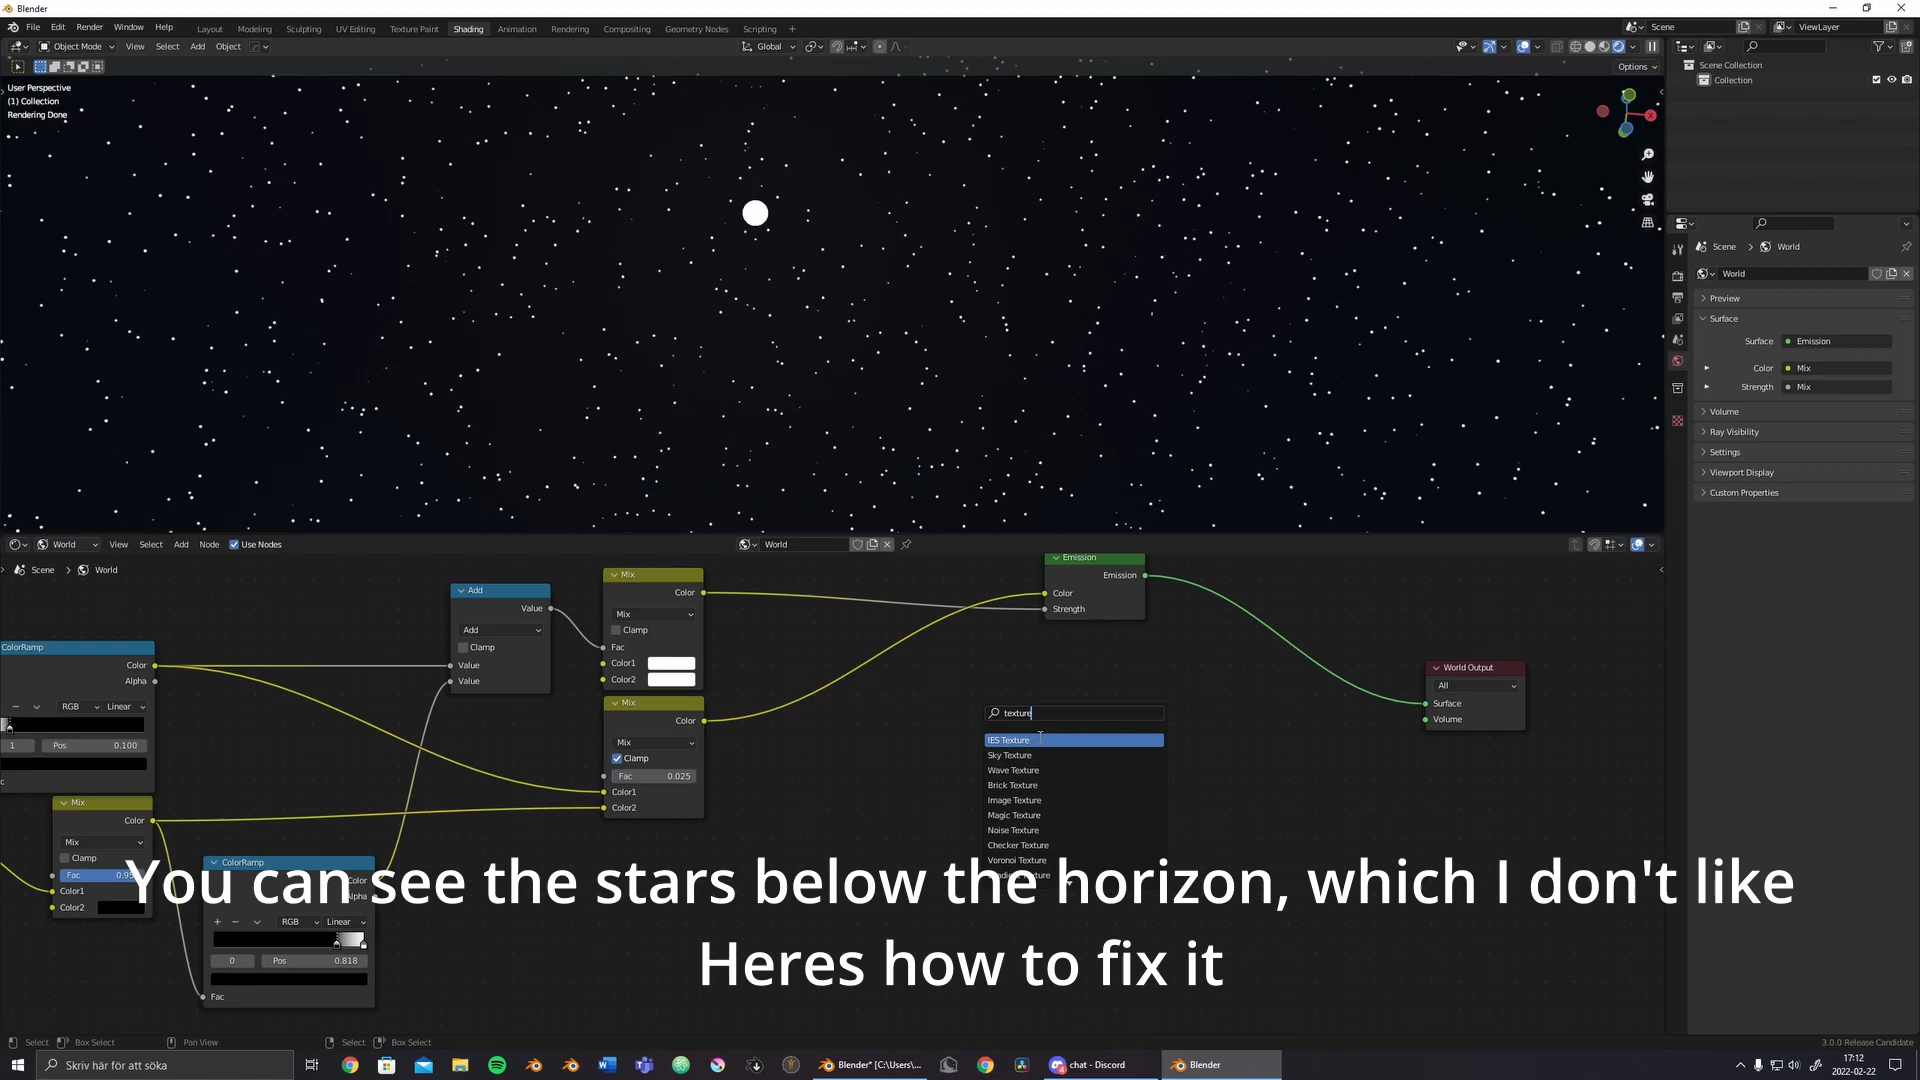 Blender
File Edit Render Window Help
Layout Modeling Sculpting UV Editing Texture Paint Shading Animation Rendering Compositing Geometry Nodes Scripting +
Scene
ViewLayer
Object Mode View Select Add Object
Global
Options
Scene Collection
Collection
User Perspective
(1) Collection
Rendering Done
X
Scene > World
World
Preview
Surface
Surface Emission
Color Mix
Strength Mix
Volume
Ray Visibility
Settings
Viewport Display
Custom Properties
World View Select Add Node Use Nodes
World
Scene > World
Emission
Emission
Color
Strength
World Output
All
Surface
Volume
Add
Value
Add
Clamp
Value
Value
Mix
Color
Mix
Clamp
Fac
Color1
Color2
Mix
Color
Mix
Clamp
Fac 0.025
Color1
Color2
ColorRamp
Color
Alpha
RGB Linear
1 Pos 0.100
Mix
Color
Mix
Clamp
Fac
Color1
Color2
ColorRamp
Color
RGB Linear
0 Pos 0.818
Fac
texture
IES Texture
Sky Texture
Wave Texture
Brick Texture
Image Texture
Magic Texture
Noise Texture
Checker Texture
Voronoi Texture
You can see the stars below the horizon, which I don't like
Heres how to fix it
Select Box Select Pan View Select Box Select
3.0.0 Release Candidate
Skriv här för att söka
Blender* [C:\Users\...
chat - Discord
Blender
17:12
2022-02-22